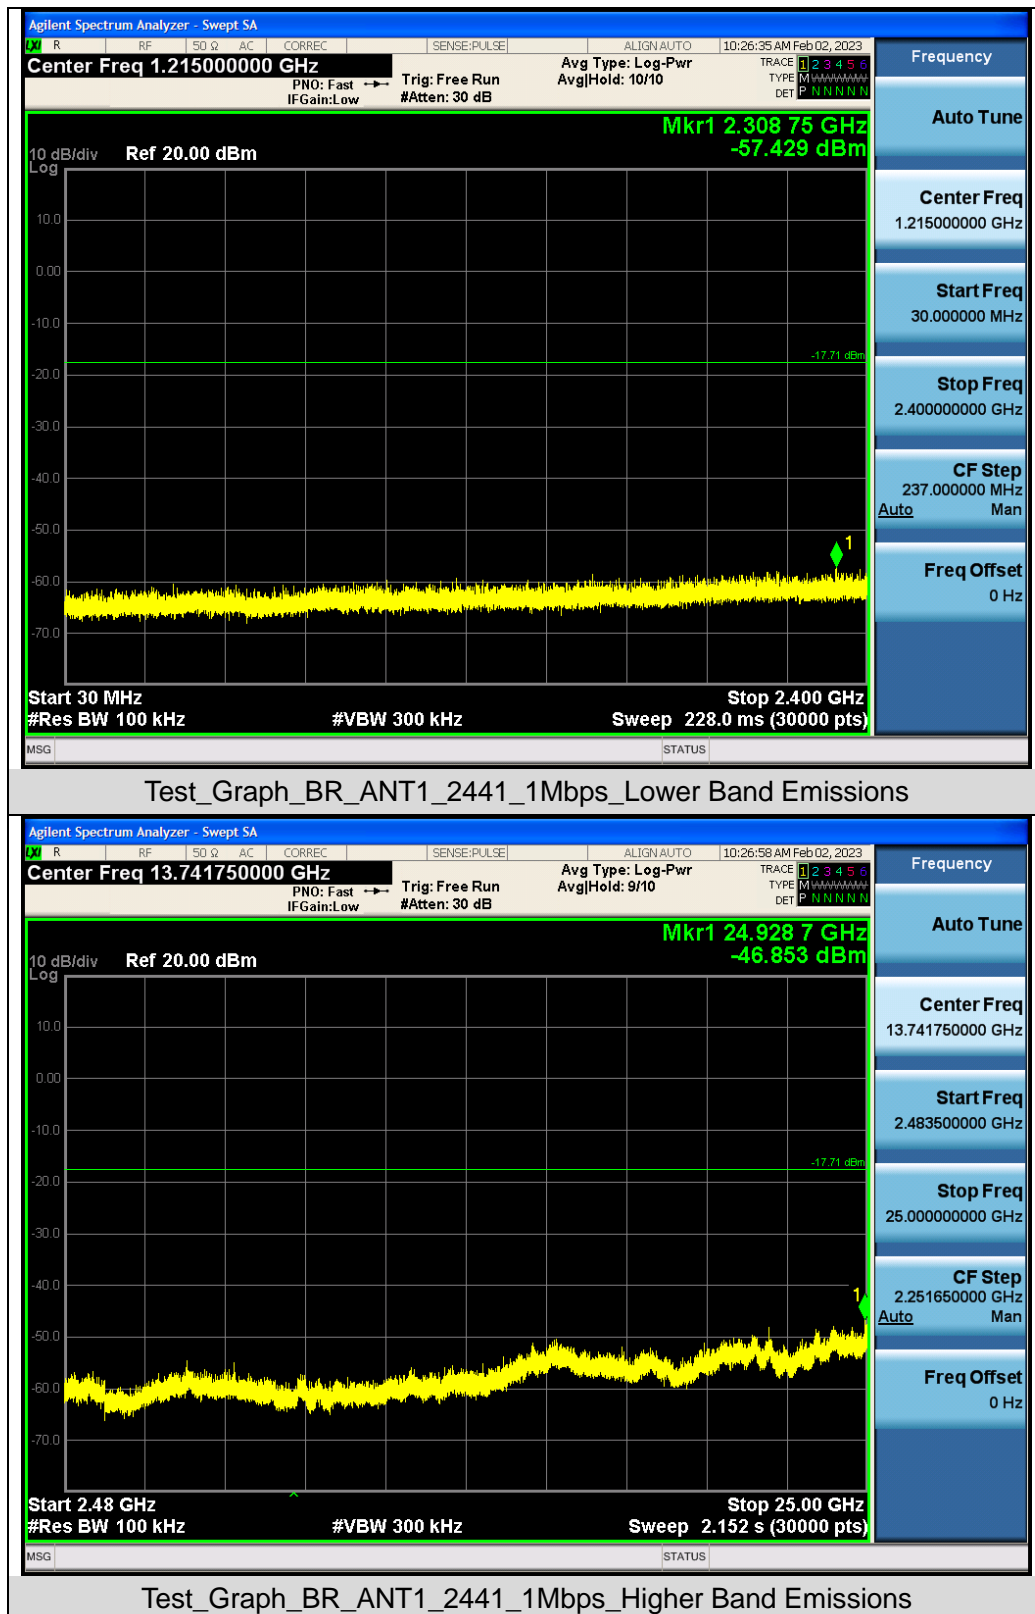 Agilent Spectrum Analyzer - Swept SA
LXI R RF 50 Ω AC CORREC SENSE:PULSE ALIGN AUTO 10:26:35 AM Feb 02, 2023
Center Freq 1.215000000 GHz
PNO: Fast
IFGain:Low
Trig: Free Run
#Atten: 30 dB
Avg Type: Log-Pwr
Avg|Hold: 10/10
TRACE 1 2 3 4 5 6
TYPE M WWWWW
DET P N N N N N
Mkr1 2.308 75 GHz
-57.429 dBm
10 dB/div Ref 20.00 dBm
Log
10.0
0.00
-10.0
-17.71 dBm
-20.0
-30.0
-40.0
-50.0
1
-60.0
-70.0
Start 30 MHz Stop 2.400 GHz
#Res BW 100 kHz #VBW 300 kHz Sweep 228.0 ms (30000 pts)
MSG STATUS
Frequency
Auto Tune
Center Freq
1.215000000 GHz
Start Freq
30.000000 MHz
Stop Freq
2.400000000 GHz
CF Step
237.000000 MHz
Auto Man
Freq Offset
0 Hz
Test_Graph_BR_ANT1_2441_1Mbps_Lower Band Emissions
Agilent Spectrum Analyzer - Swept SA
LXI R RF 50 Ω AC CORREC SENSE:PULSE ALIGN AUTO 10:26:58 AM Feb 02, 2023
Center Freq 13.741750000 GHz
PNO: Fast
IFGain:Low
Trig: Free Run
#Atten: 30 dB
Avg Type: Log-Pwr
Avg|Hold: 9/10
TRACE 1 2 3 4 5 6
TYPE M WWWWW
DET P N N N N N
Mkr1 24.928 7 GHz
-46.853 dBm
10 dB/div Ref 20.00 dBm
Log
10.0
0.00
-10.0
-17.71 dBm
-20.0
-30.0
-40.0
1
-50.0
-60.0
-70.0
Start 2.48 GHz Stop 25.00 GHz
#Res BW 100 kHz #VBW 300 kHz Sweep 2.152 s (30000 pts)
MSG STATUS
Frequency
Auto Tune
Center Freq
13.741750000 GHz
Start Freq
2.483500000 GHz
Stop Freq
25.000000000 GHz
CF Step
2.251650000 GHz
Auto Man
Freq Offset
0 Hz
Test_Graph_BR_ANT1_2441_1Mbps_Higher Band Emissions